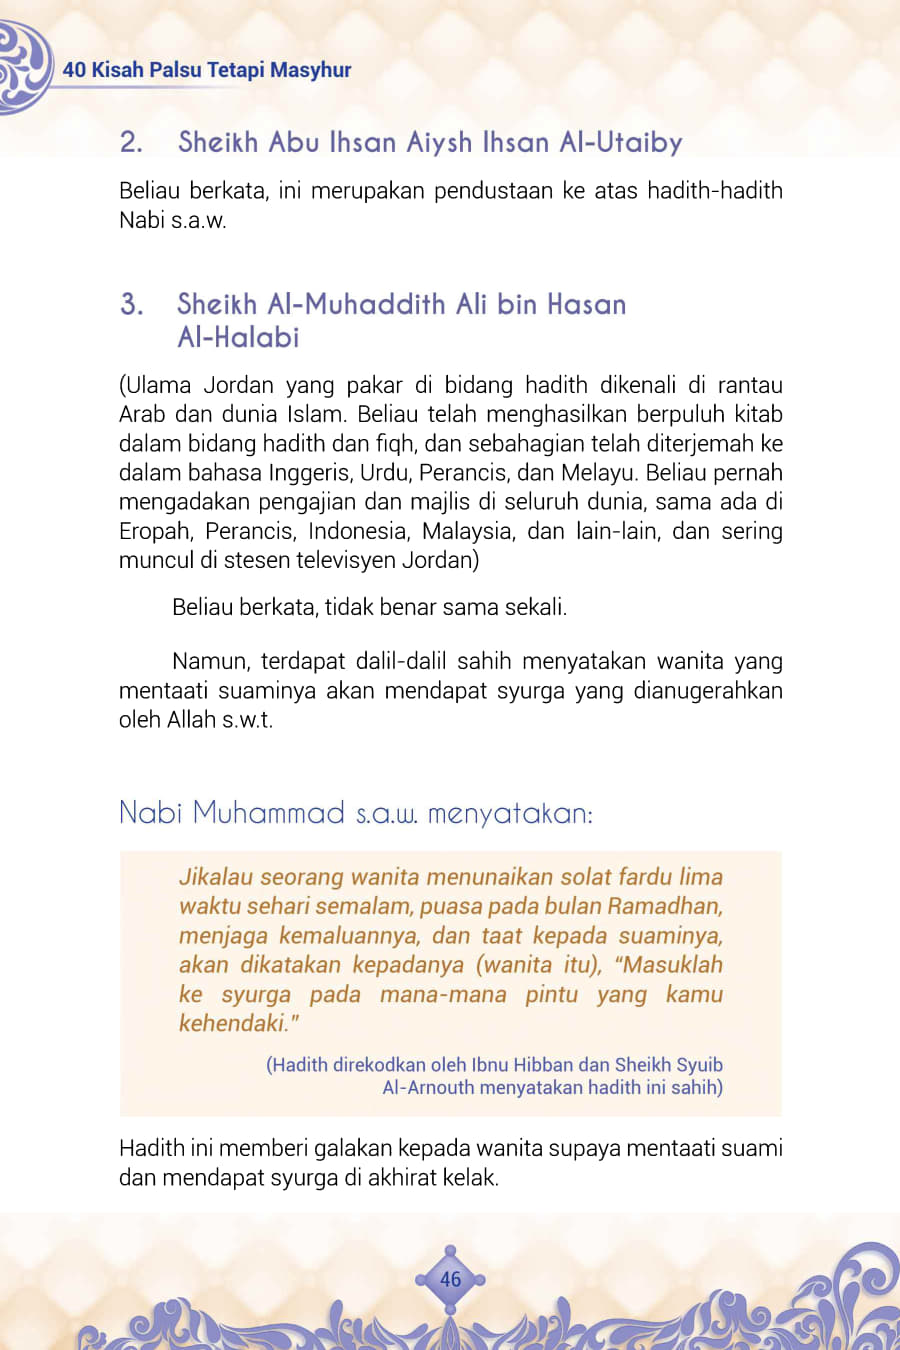 40 Kisah Palsu Tetapi Masyhur
2. Sheikh Abu Ihsan Aiysh Ihsan Al-Utaiby
Beliau berkata, ini merupakan pendustaan ke atas hadith-hadith
Nabi s.a.w.
3. Sheikh Al-Muhaddith Ali bin Hasan
Al-Halabi
(Ulama Jordan yang pakar di bidang hadith dikenali di rantau
Arab dan dunia Islam. Beliau telah menghasilkan berpuluh kitab
dalam bidang hadith dan fiqh, dan sebahagian telah diterjemah ke
dalam bahasa Inggeris, Urdu, Perancis, dan Melayu. Beliau pernah
mengadakan pengajian dan majlis di seluruh dunia, sama ada di
Eropah, Perancis, Indonesia, Malaysia, dan lain-lain, dan sering
muncul di stesen televisyen Jordan)
Beliau berkata, tidak benar sama sekali.
Namun, terdapat dalil-dalil sahih menyatakan wanita yang
mentaati suaminya akan mendapat syurga yang dianugerahkan
oleh Allah s.w.t.
Nabi Muhammad s.a.w. menyatakan:
Jikalau seorang wanita menunaikan solat fardu lima
waktu sehari semalam, puasa pada bulan Ramadhan,
menjaga kemaluannya, dan taat kepada suaminya,
akan dikatakan kepadanya (wanita itu), “Masuklah
ke syurga pada mana-mana pintu yang kamu
kehendaki.”
(Hadith direkodkan oleh Ibnu Hibban dan Sheikh Syuib
Al-Arnouth menyatakan hadith ini sahih)
Hadith ini memberi galakan kepada wanita supaya mentaati suami
dan mendapat syurga di akhirat kelak.
46